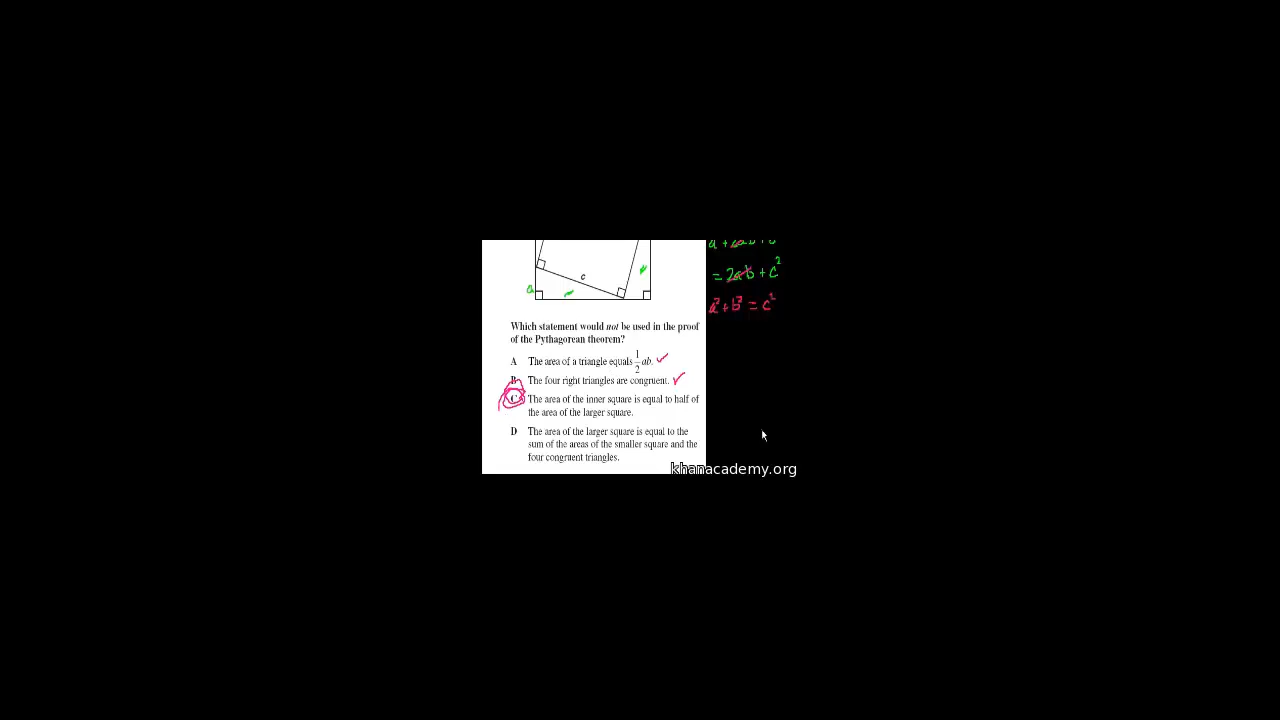 = 2ab + c²
c
a
a² + b² = c²
Which statement would not be used in the proof
of the Pythagorean theorem?
A The area of a triangle equals 1/2 ab.
B The four right triangles are congruent.
C The area of the inner square is equal to half of
the area of the larger square.
D The area of the larger square is equal to the
sum of the areas of the smaller square and the
four congruent triangles.
khanacademy.org